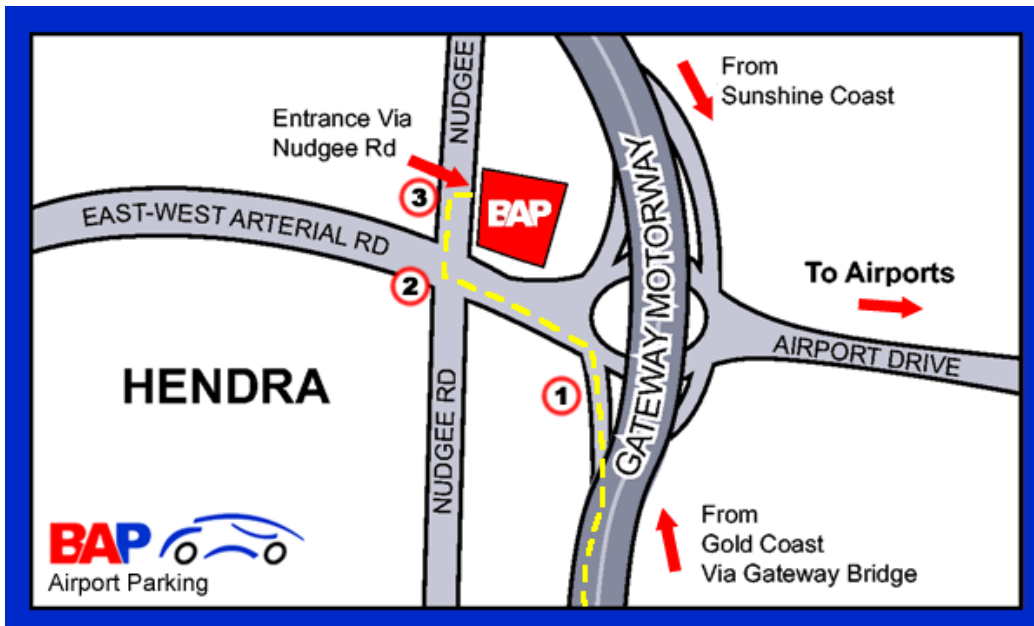 NUDGEE
From
Sunshine Coast
Entrance Via
Nudgee Rd
3
BAP
EAST-WEST ARTERIAL RD
2
GATEWAY MOTORWAY
To Airports
AIRPORT DRIVE
HENDRA
1
NUDGEE RD
From
Gold Coast
Via Gateway Bridge
BAP
Airport Parking